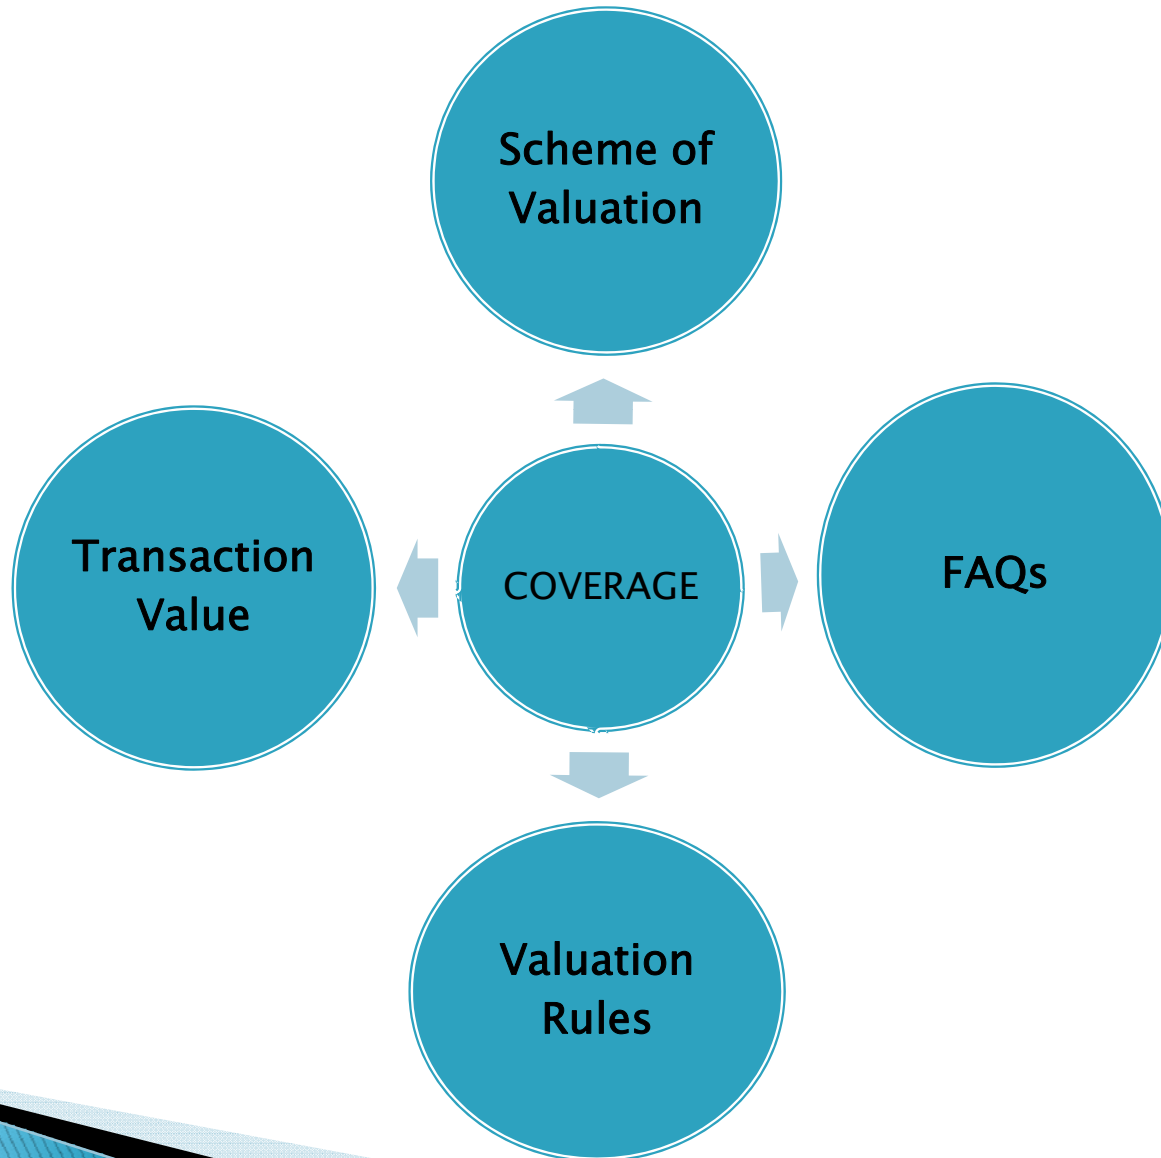 Scheme of
Valuation
Transaction
Value
COVERAGE
FAQs
Valuation
Rules